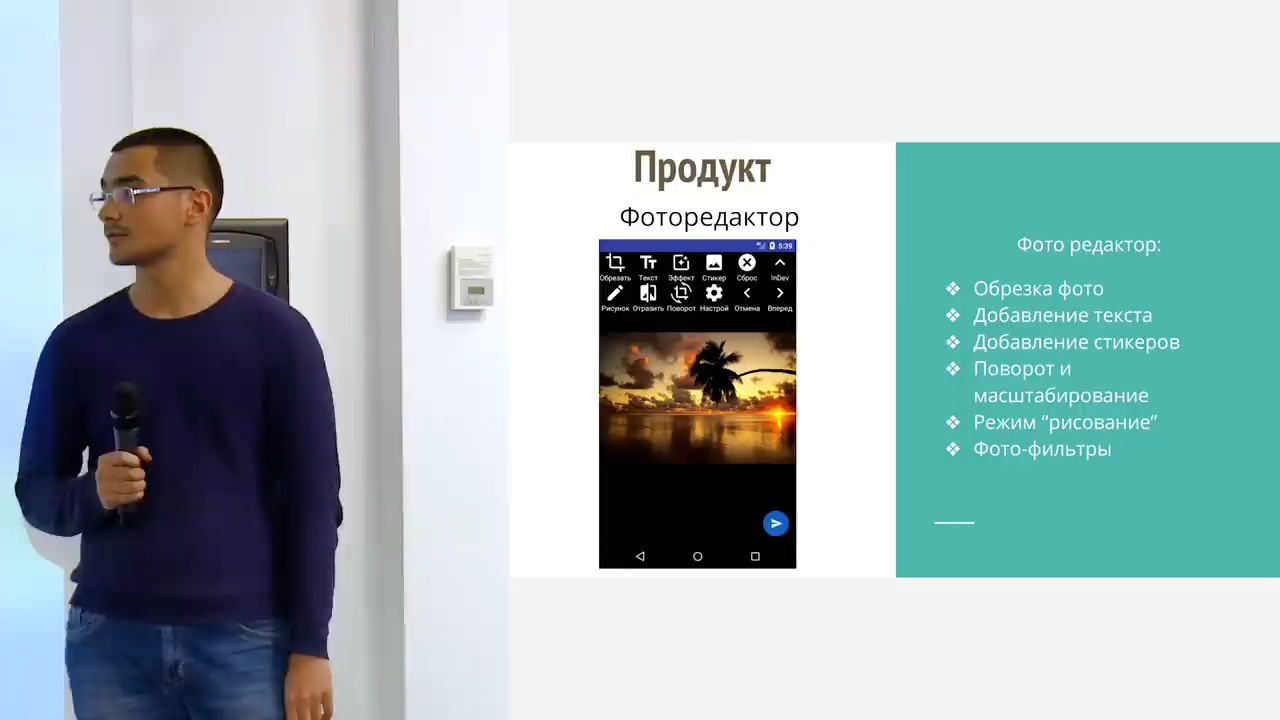 Продукт
Фоторедактор
5:39
Обрезать Текст Эффект Стикер Сброс InDev
Рисунок Отразить Поворот Настрой Отмена Вперед
Фото редактор:
❖ Обрезка фото
❖ Добавление текста
❖ Добавление стикеров
❖ Поворот и
масштабирование
❖ Режим “рисование”
❖ Фото-фильтры